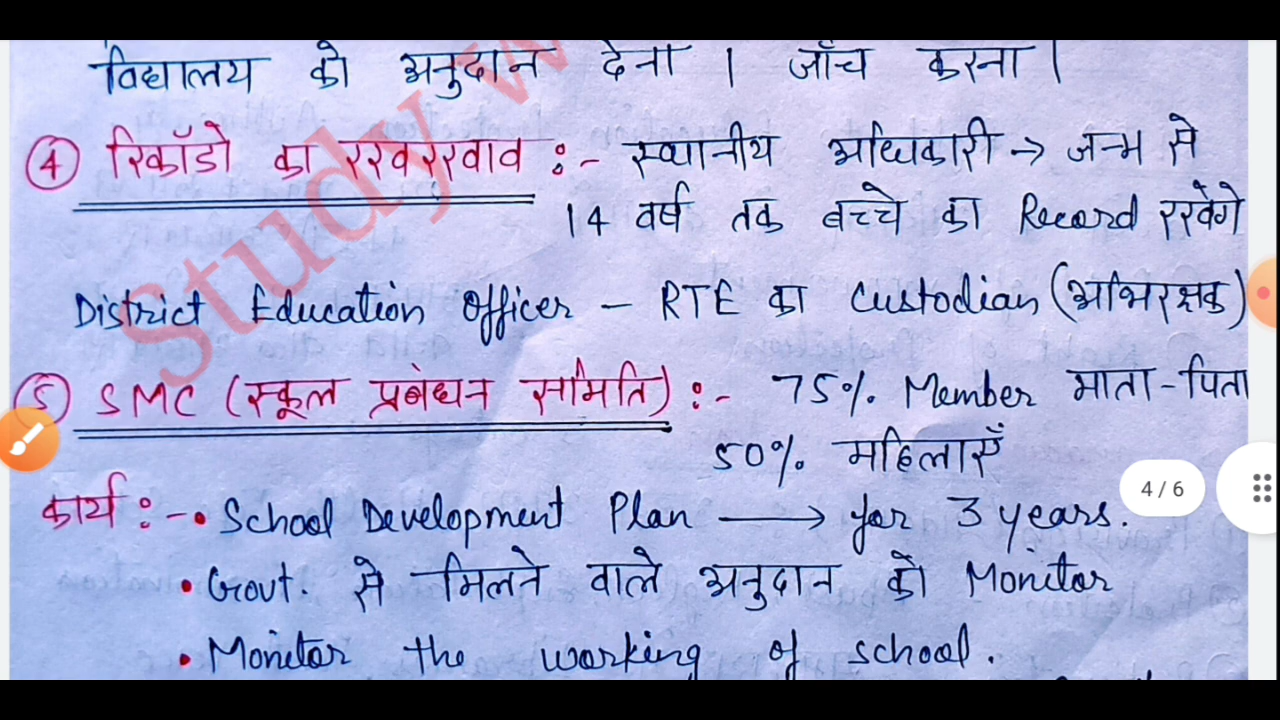 विद्यालय को अनुदान देना । जाँच करना ।
④ रिकॉर्डो का रखरखाव :- स्थानीय अधिकारी → जन्म से
14 वर्ष तक बच्चे का Record रखेंगे
District Education Officer – RTE का Custodian (अभिरक्षक)
⑤ SMC (स्कूल प्रबंधन समिति) :- 75% Member माता-पिता
50% महिलाएँ
कार्य :- • School Development Plan → for 3 years.
• Govt. से मिलने वाले अनुदान को Monitor
4 / 6
• Monitor the working of school.
Study w